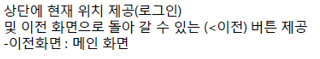 상단에 현재 위치 제공(로그인)
및 이전 화면으로 돌아 갈 수 있는 (<이전) 버튼 제공
-이전화면 : 메인 화면